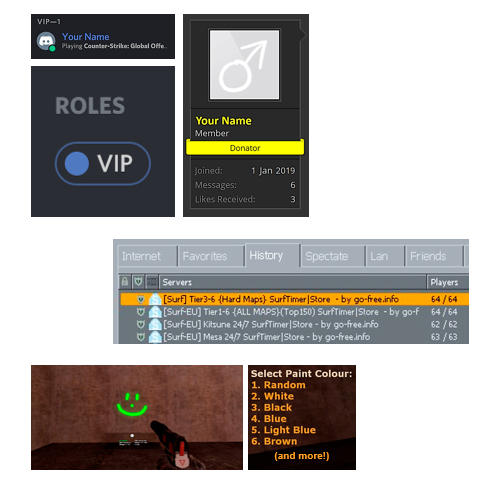 VIP—1
Your Name
Playing Counter-Strike: Global Offe..
ROLES
VIP
Your Name
Member
Donator
Joined: 1 Jan 2019
Messages: 6
Likes Received: 3
Internet Favorites History Spectate Lan Friends
Servers Players
[Surf] Tier3-6 {Hard Maps} SurfTimer|Store - by go-free.info 64 / 64
[Surf-EU] Tier1-6 {ALL MAPS}(Top150) SurfTimer|Store - by go-f 64 / 64
[Surf-EU] Kitsune 24/7 SurfTimer|Store - by go-free.info 62 / 62
[Surf-EU] Mesa 24/7 SurfTimer|Store - by go-free.info 63 / 63
Select Paint Colour:
1. Random
2. White
3. Black
4. Blue
5. Light Blue
6. Brown
(and more!)